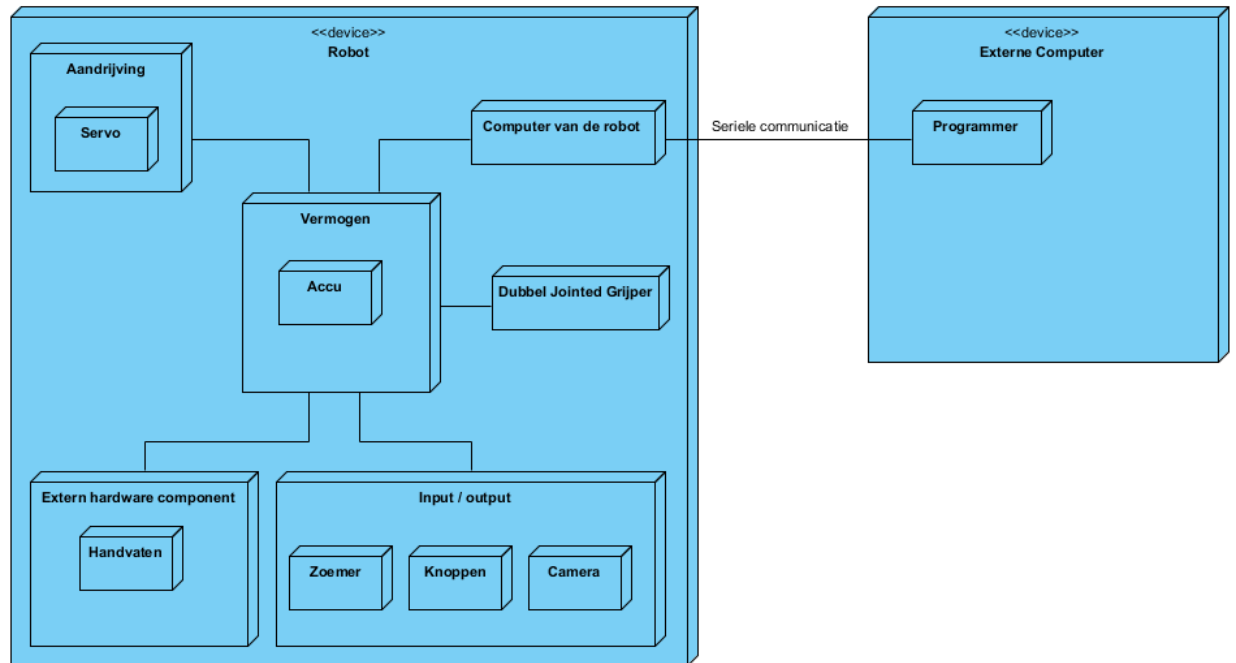 <<device>>
Robot
Aandrijving
Servo
Computer van de robot
Vermogen
Accu
Dubbel Jointed Grijper
Extern hardware component
Handvaten
Input / output
Zoemer
Knoppen
Camera
Seriele communicatie
<<device>>
Externe Computer
Programmer